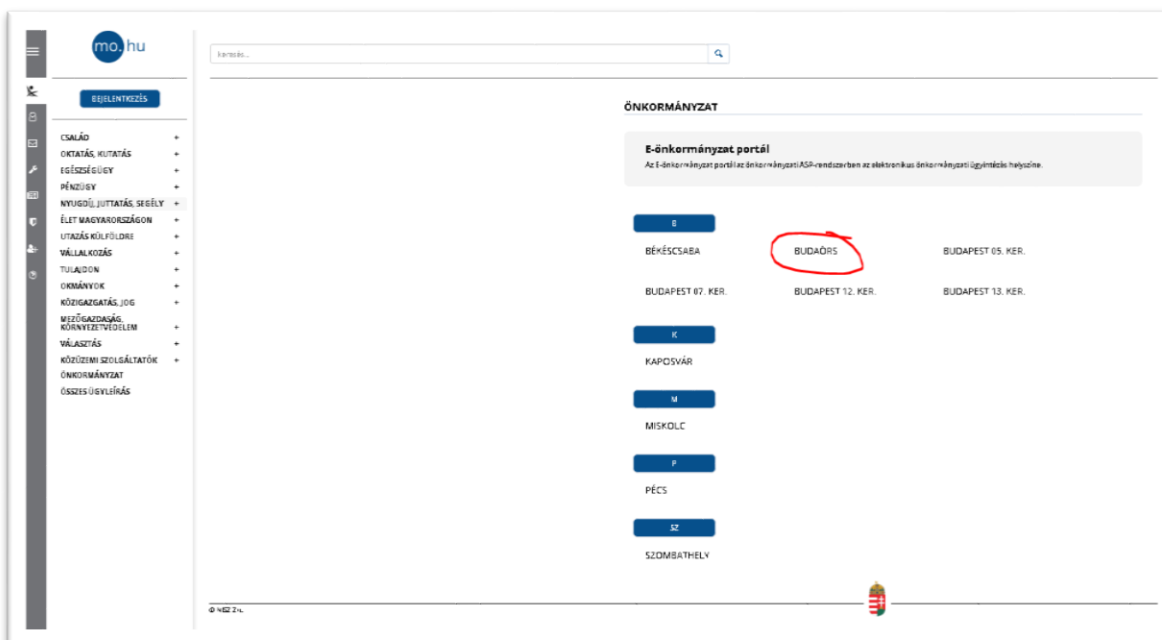 mo.hu
keresés...
BEJELENTKEZÉS
CSALÁD +
OKTATÁS, KUTATÁS +
EGÉSZSÉGÜGY +
PÉNZÜGY +
NYUGDÍJ, JUTTATÁS, SEGÉLY +
ÉLET MAGYARORSZÁGON +
UTAZÁS KÜLFÖLDRE +
VÁLLALKOZÁS +
TULAJDON +
OKMÁNYOK +
KÖZIGAZGATÁS, JOG +
MEZŐGAZDASÁG,
KÖRNYEZETVÉDELEM +
VÁLASZTÁS +
KÖZÜZEMI SZOLGÁLTATÓK +
ÖNKORMÁNYZAT
ÖSSZES ÜGYLEÍRÁS
ÖNKORMÁNYZAT
E-önkormányzat portál
Az E-önkormányzat portál az önkormányzati ASP-rendszerben az elektronikus önkormányzati ügyintézés helyszíne.
B
BÉKÉSCSABA BUDAÖRS BUDAPEST 05. KER.
BUDAPEST 07. KER. BUDAPEST 12. KER. BUDAPEST 13. KER.
K
KAPOSVÁR
M
MISKOLC
P
PÉCS
SZ
SZOMBATHELY
© NISZ Zrt.